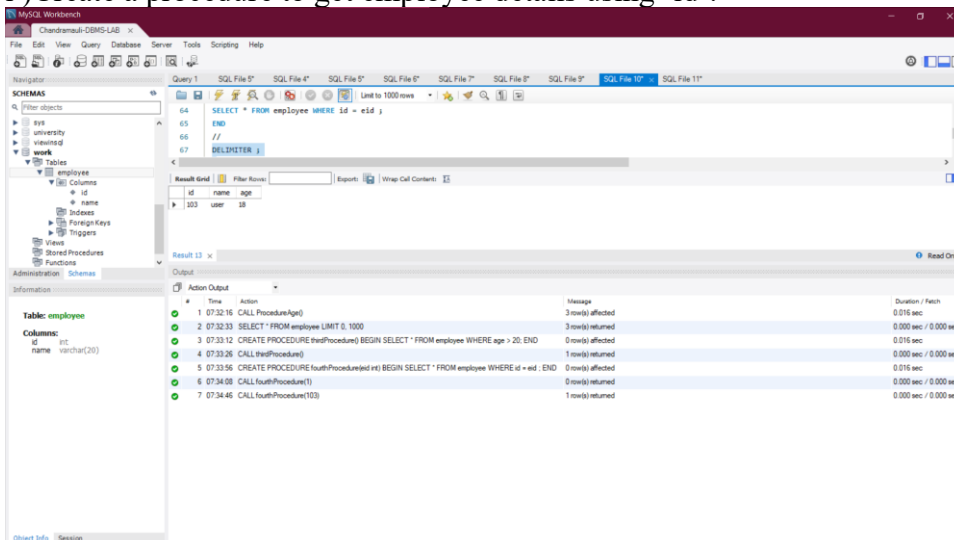 MySQL Workbench
Chandramauli-DBMS-LAB ×
File Edit View Query Database Server Tools Scripting Help
Navigator
Query 1 SQL File 5* SQL File 4* SQL File 5* SQL File 6* SQL File 7* SQL File 8* SQL File 9* SQL File 10* × SQL File 11*
SCHEMAS
Filter objects
Limit to 1000 rows
sys
university
viewinsql
work
Tables
employee
Columns
id
name
Indexes
Foreign Keys
Triggers
Views
Stored Procedures
Functions
64 SELECT * FROM employee WHERE id = eid ;
65 END
66 //
67 DELIMITER ;
Result Grid Filter Rows: Export: Wrap Cell Content:
id name age
103 user 18
Result 13 × Read On
Administration Schemas
Output
Information
Action Output
Table: employee
Columns:
id int
name varchar(20)
# Time Action Message Duration / Fetch
1 07:32:16 CALL ProcedureAge() 3 row(s) affected 0.016 sec
2 07:32:33 SELECT * FROM employee LIMIT 0, 1000 3 row(s) returned 0.000 sec / 0.000 se
3 07:33:12 CREATE PROCEDURE thirdProcedure() BEGIN SELECT * FROM employee WHERE age > 20; END 0 row(s) affected 0.016 sec
4 07:33:26 CALL thirdProcedure() 1 row(s) returned 0.000 sec / 0.000 se
5 07:33:56 CREATE PROCEDURE fourthProcedure(eid int) BEGIN SELECT * FROM employee WHERE id = eid ; END 0 row(s) affected 0.016 sec
6 07:34:08 CALL fourthProcedure(1) 0 row(s) returned 0.000 sec / 0.000 se
7 07:34:46 CALL fourthProcedure(103) 1 row(s) returned 0.000 sec / 0.000 se
Object Info Session